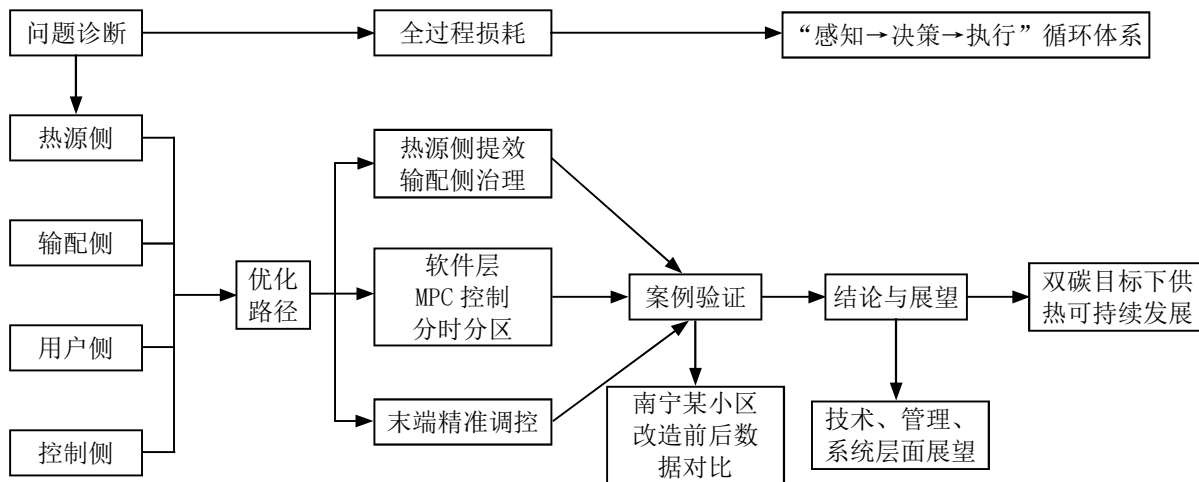 问题诊断
全过程损耗
“感知→决策→执行”循环体系
热源侧
输配侧
用户侧
控制侧
优化
路径
热源侧提效
输配侧治理
软件层
MPC 控制
分时分区
末端精准调控
案例验证
南宁某小区
改造前后数
据对比
结论与展望
技术、管理、
系统层面展望
双碳目标下供
热可持续发展